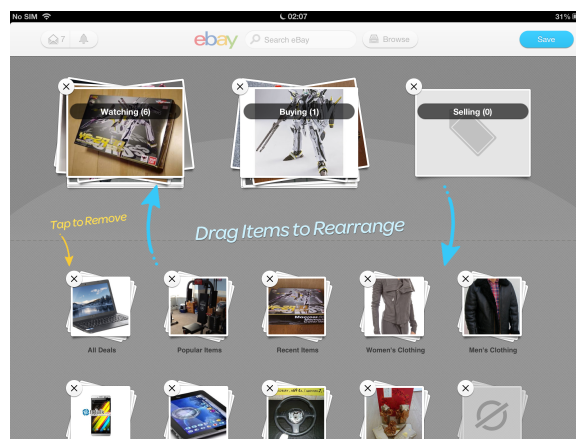 No SIM 02:07 31%
7 ebay Search eBay Browse Save
Watching (6) Buying (1) Selling (0)
Tap to Remove
Drag Items to Rearrange
All Deals Popular Items Recent Items Women's Clothing Men's Clothing